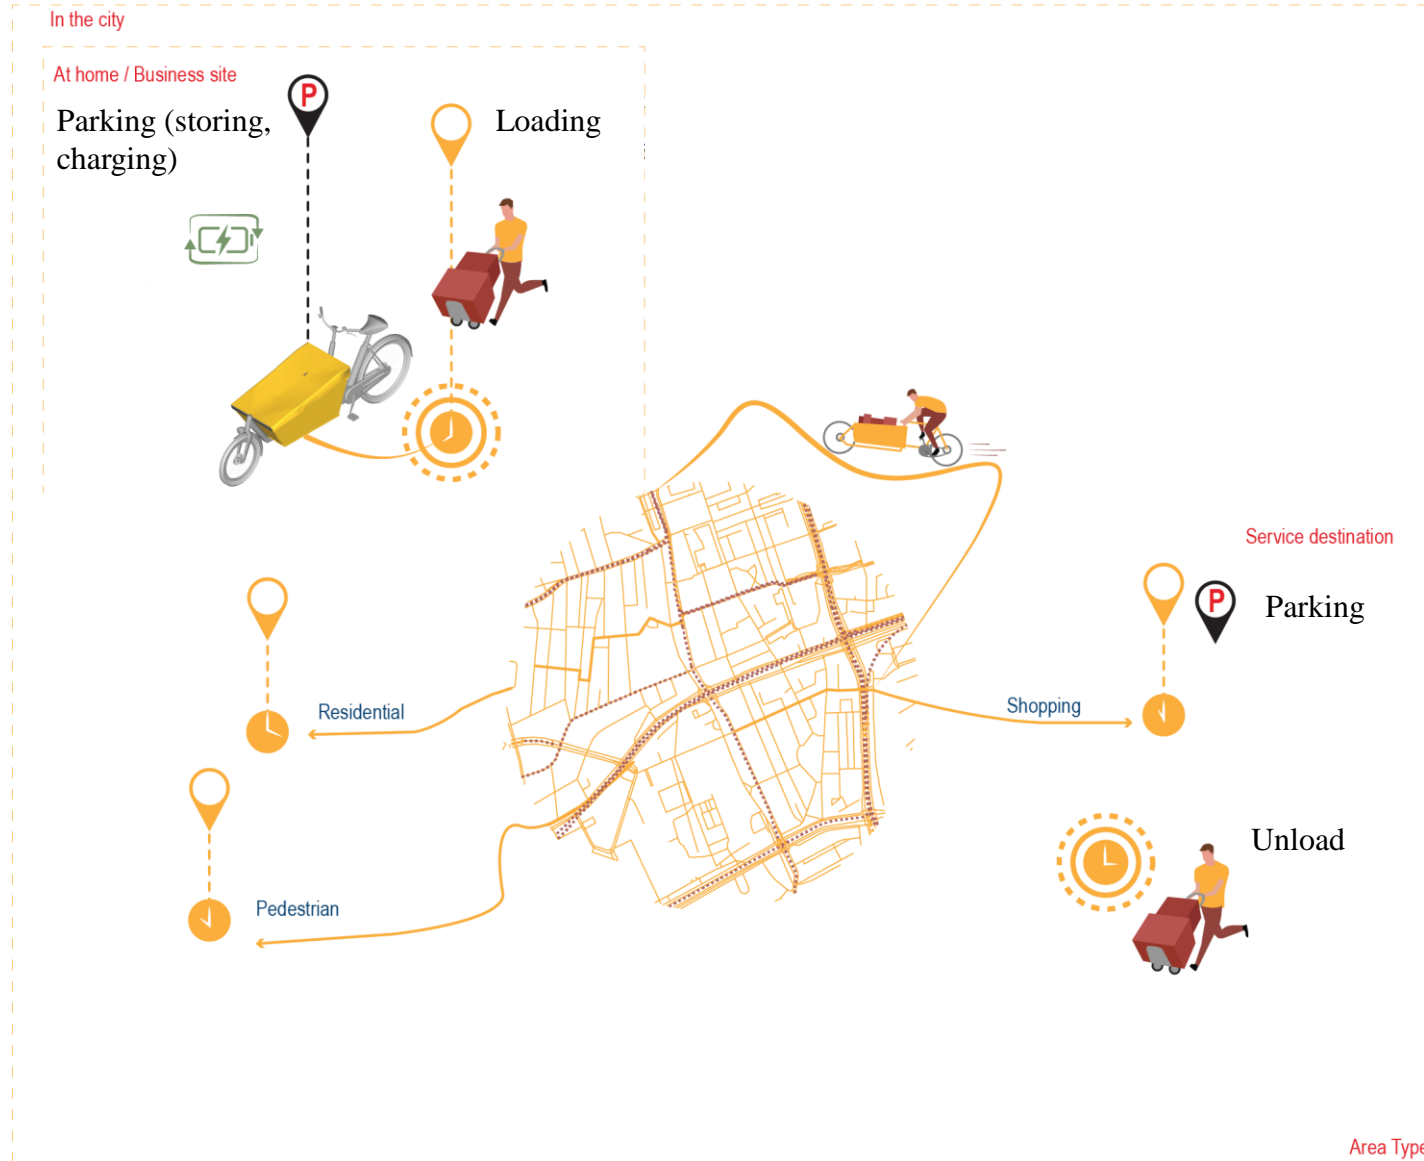 In the city
At home / Business site
P
Parking (storing,
charging)
Loading
Service destination
P
Parking
Residential
Shopping
Unload
Pedestrian
Area Type